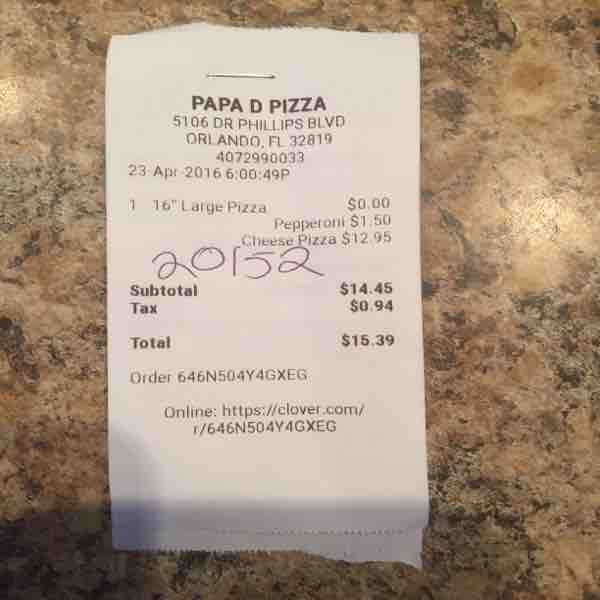 PAPA D PIZZA
5106 DR PHILLIPS BLVD
ORLANDO, FL 32819
4072990033
23-Apr-2016 6:00:49P
1 16" Large Pizza $0.00
Pepperoni $1.50
Cheese Pizza $12.95
20152
Subtotal $14.45
Tax $0.94
Total $15.39
Order 646N504Y4GXEG
Online: https://clover.com/
r/646N504Y4GXEG